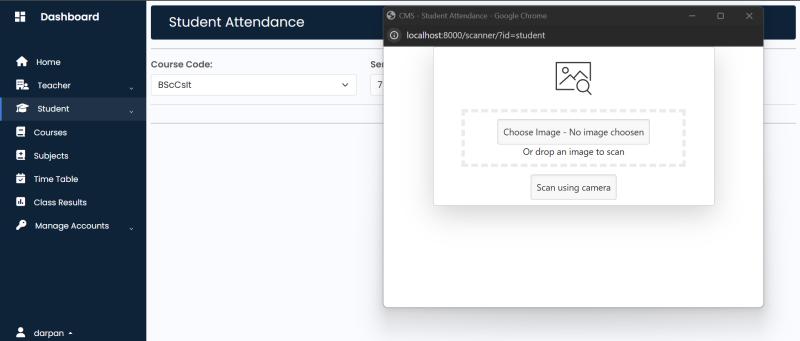 Dashboard
Home
Teacher
Student
Courses
Subjects
Time Table
Class Results
Manage Accounts
darpan
Student Attendance
Course Code:
BScCsit
7
CMS - Student Attendance - Google Chrome
localhost:8000/scanner/?id=student
Choose Image - No image choosen
Or drop an image to scan
Scan using camera